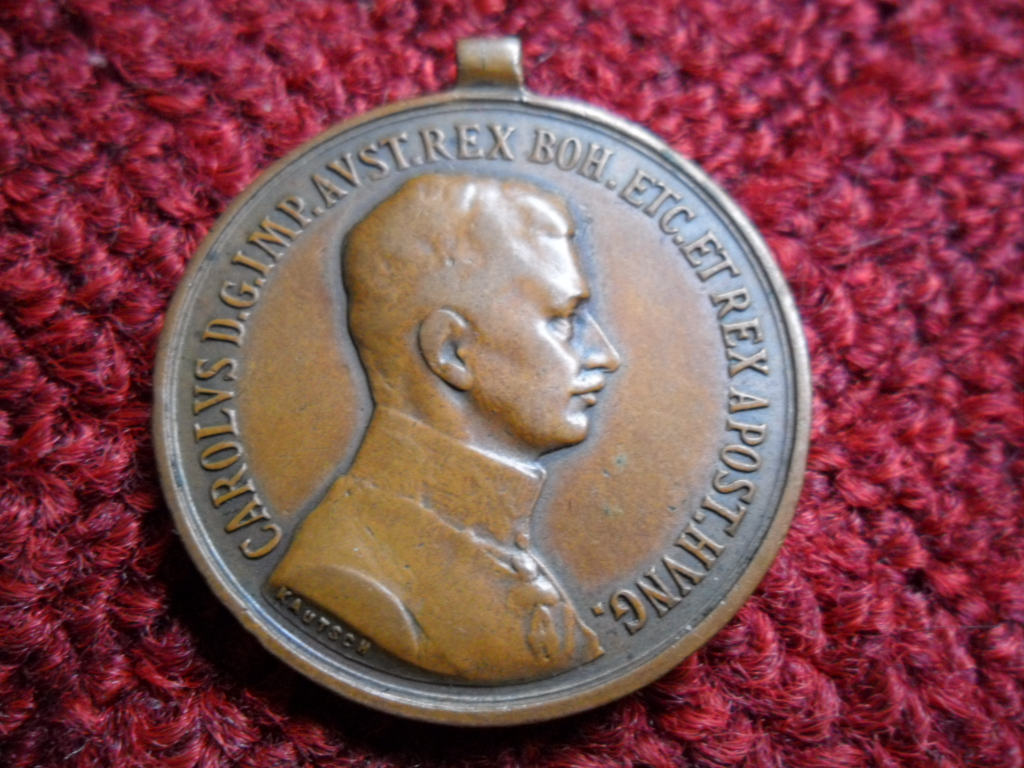 CAROLVS D.G.IMP.AVST.REX BOH. ETC.ET REX APOST.HVNG.
KAUTSCH